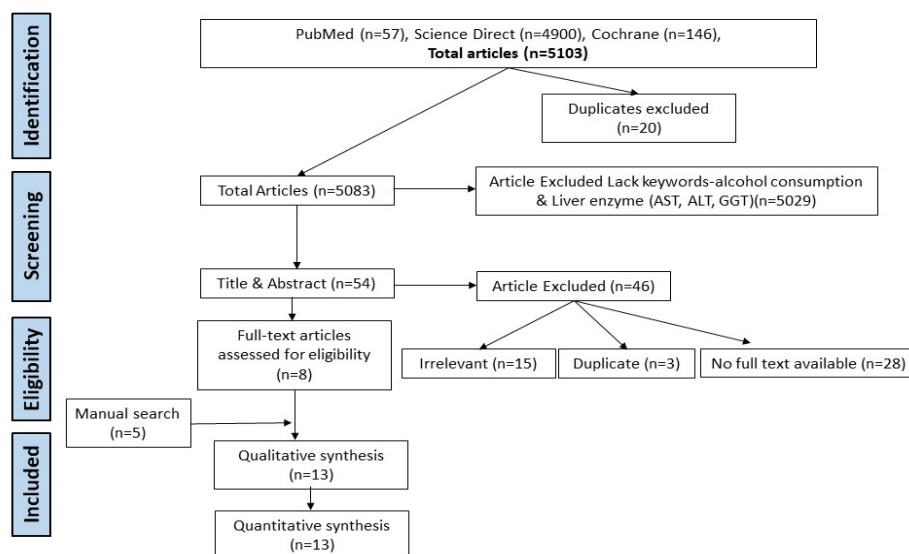 Identification
PubMed (n=57), Science Direct (n=4900), Cochrane (n=146),
Total articles (n=5103)
Duplicates excluded
(n=20)
Screening
Total Articles (n=5083)
Article Excluded Lack keywords-alcohol consumption
& Liver enzyme (AST, ALT, GGT)(n=5029)
Title & Abstract (n=54)
Article Excluded (n=46)
Eligibility
Full-text articles
assessed for eligibility
(n=8)
Irrelevant (n=15)
Duplicate (n=3)
No full text available (n=28)
Manual search
(n=5)
Included
Qualitative synthesis
(n=13)
Quantitative synthesis
(n=13)